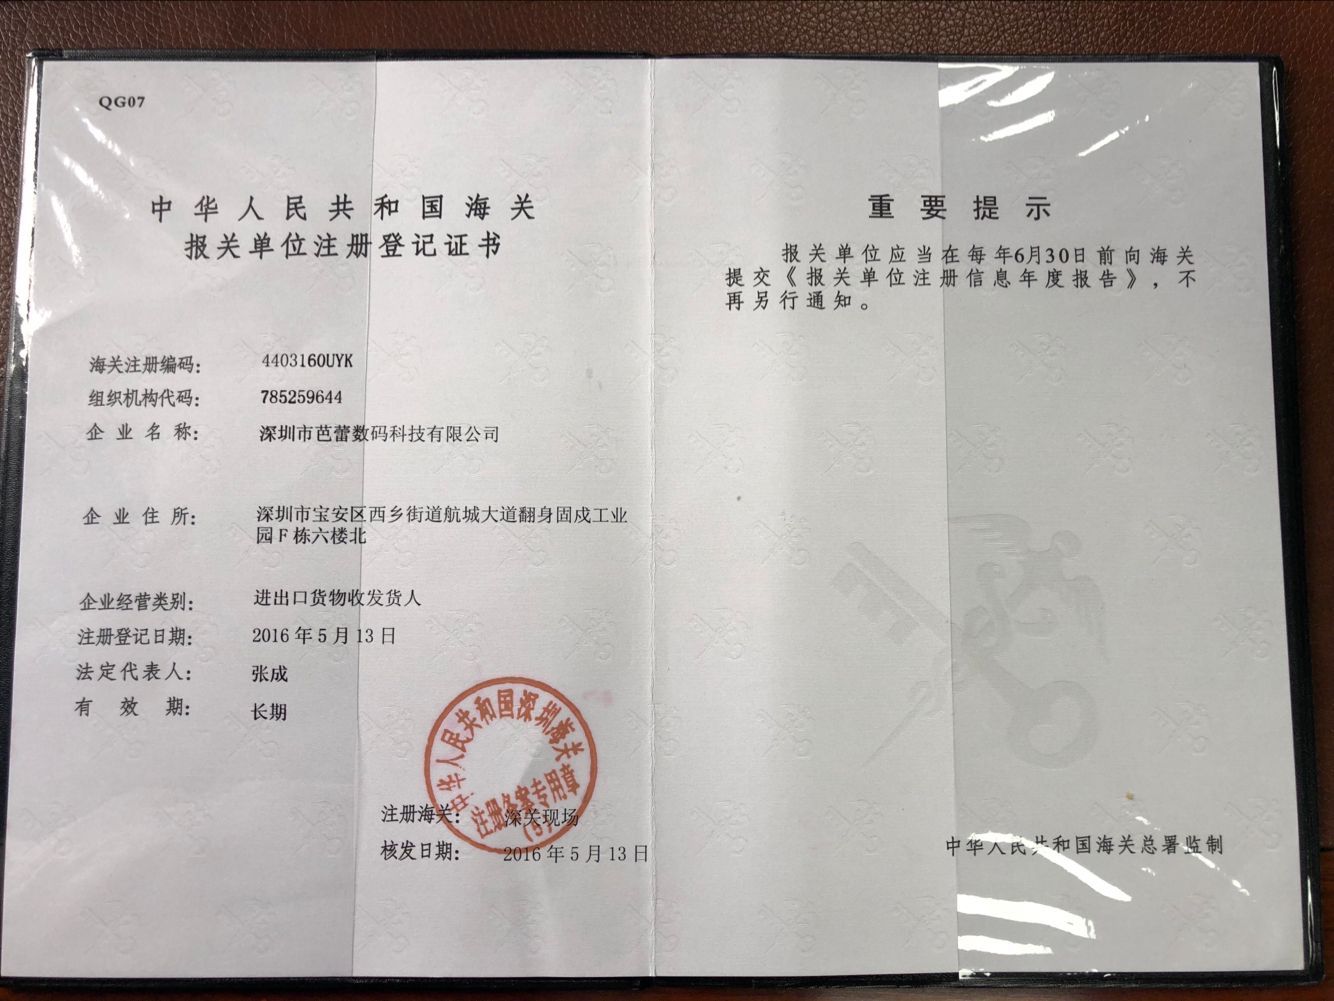 QG07
中华人民共和国海关
报关单位注册登记证书
海关注册编码： 4403160UYK
组织机构代码： 785259644
企业名称： 深圳市芭蕾数码科技有限公司
企业住所： 深圳市宝安区西乡街道航城大道翻身固戍工业
园F栋六楼北
企业经营类别： 进出口货物收发货人
注册登记日期： 2016年5月13日
法定代表人： 张成
有效期： 长期
中华人民共和国深圳海关
注册备案专用章
注册海关： 深关现场
核发日期： 2016年5月13日
重要提示
报关单位应当在每年6月30日前向海关
提交《报关单位注册信息年度报告》，不
再另行通知。
中华人民共和国海关总署监制